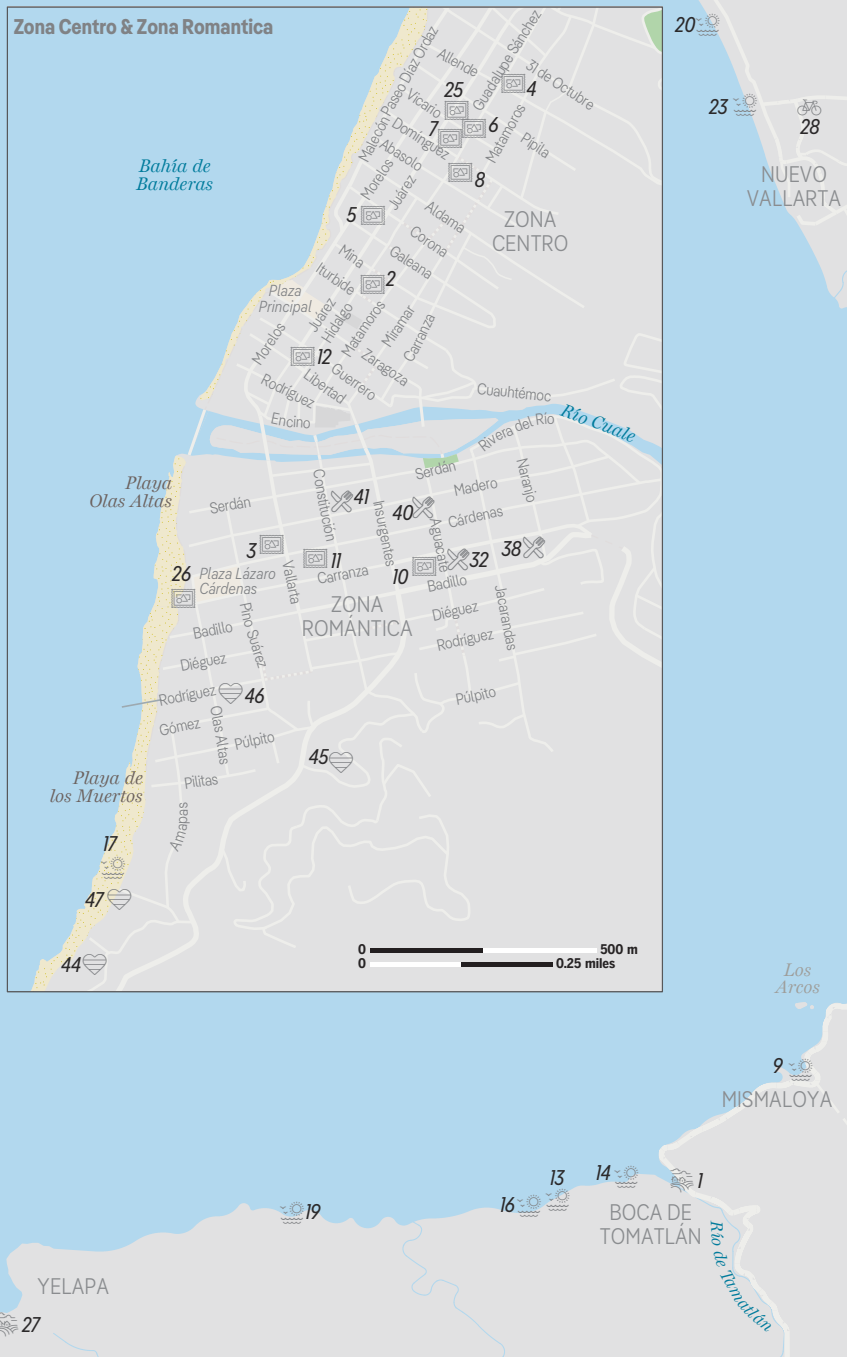 Zona Centro & Zona Romantica
20
23
28
NUEVO
VALLARTA
Malecón Paseo Díaz Ordaz
Allende
Guadalupe Sánchez
31 de Octubre
4
25
Vicario
6
7
Domínguez
Matamoros
Pípila
Abasolo
8
Morelos
Juárez
5
Aldama
ZONA
CENTRO
Corona
Bahía de
Banderas
Mina
Galeana
Iturbide
2
Plaza
Principal
Juárez
Hidalgo
Matamoros
Miramar
Carranza
Morelos
12
Zaragoza
Guerrero
Libertad
Rodríguez
Encino
Cuauhtémoc
Río Cuale
Rivera del Río
Playa
Olas Altas
Serdán
Serdán
Madero
Naranjo
Constitución
41
Insurgentes
40
Aguacate
Cárdenas
3
11
10
32
38
26
Plaza Lázaro
Cárdenas
Vallarta
Carranza
Badillo
ZONA
ROMÁNTICA
Jacarandas
Badillo
Pino Suárez
Diéguez
Diéguez
Rodríguez
Rodríguez
46
Púlpito
Gómez
Olas Altas
Púlpito
45
Playa de
los Muertos
Pilitas
Amapas
17
47
44
0
500 m
0
0.25 miles
Los
Arcos
9
MISMALOYA
14
1
13
16
19
BOCA DE
TOMATLÁN
Río de Tamatlán
YELAPA
27